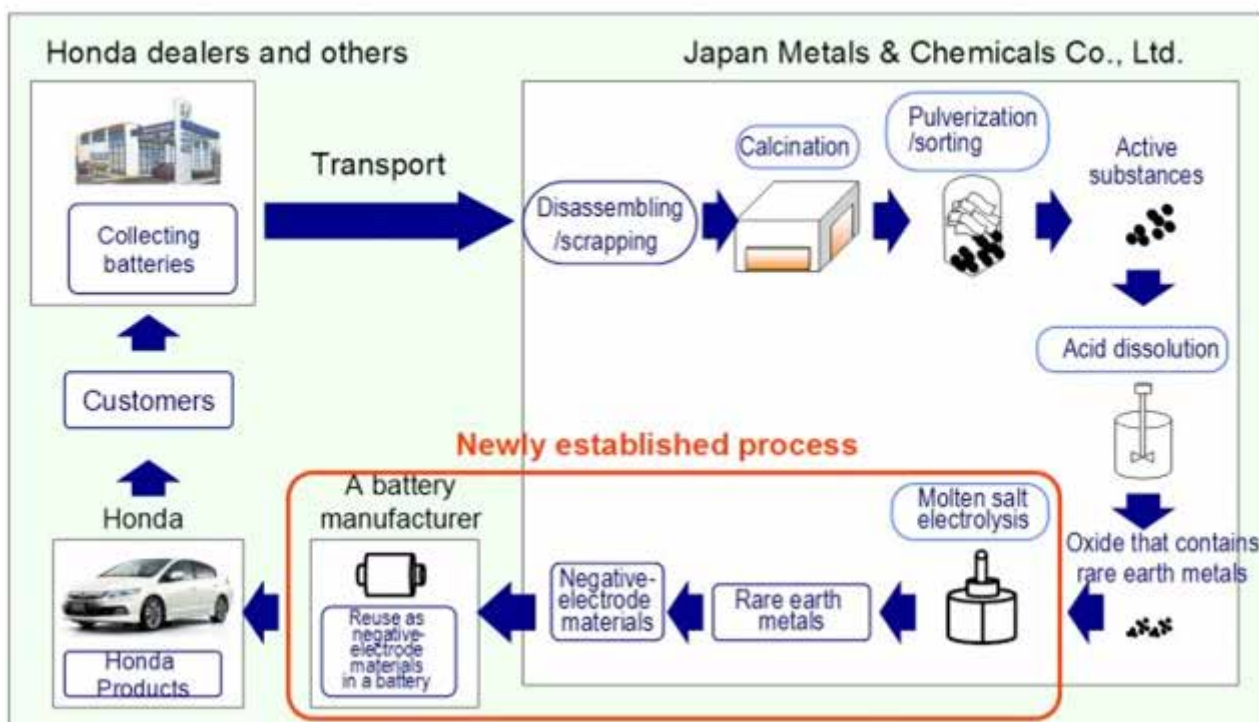 Honda dealers and others
Japan Metals & Chemicals Co., Ltd.
Collecting
batteries
Transport
Disassembling
/scrapping
Calcination
Pulverization
/sorting
Active
substances
Acid dissolution
Customers
Newly established process
Honda
A battery
manufacturer
Molten salt
electrolysis
Oxide that contains
rare earth metals
Rare earth
metals
Negative-
electrode
materials
Reuse as
negative-
electrode
materials
in a battery
Honda
Products